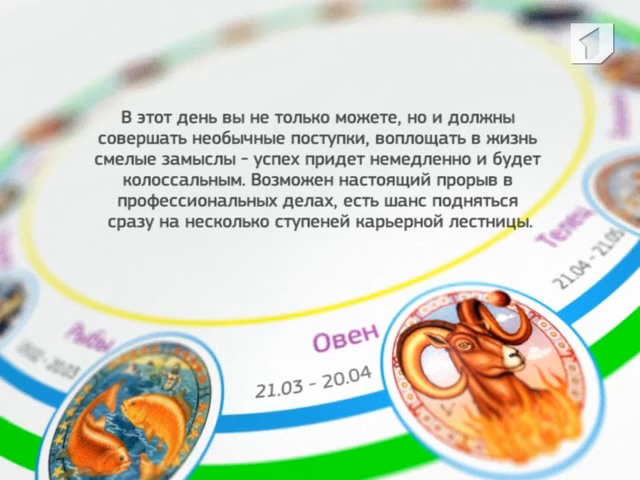 В этот день вы не только можете, но и должны
совершать необычные поступки, воплощать в жизнь
смелые замыслы - успех придет немедленно и будет
колоссальным. Возможен настоящий прорыв в
профессиональных делах, есть шанс подняться
сразу на несколько ступеней карьерной лестницы.
Телец
21.04 - 21.05
Овен
21.03 - 20.04
Рыбы